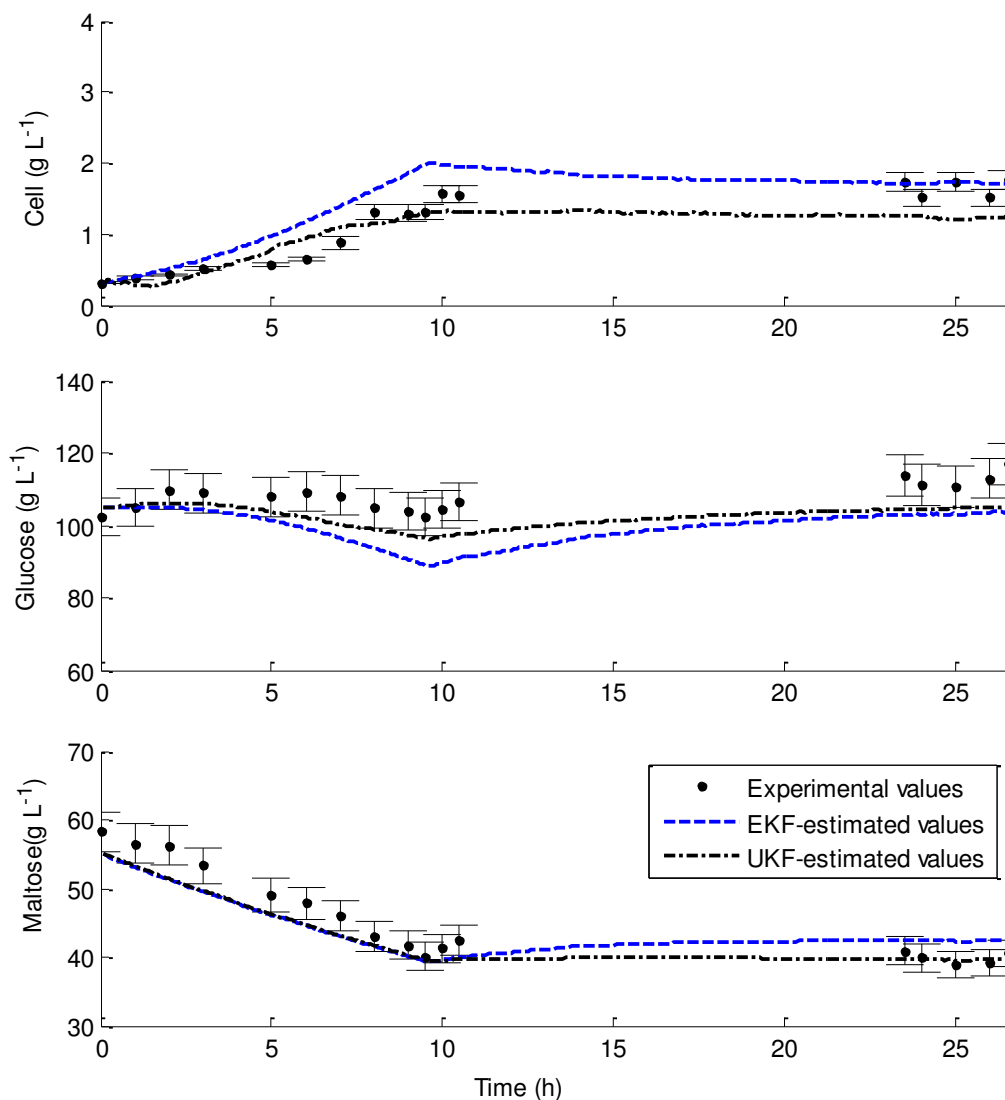 4
3
2
1
0
Cell (g L-1)
0 5 10 15 20 25
140
120
100
80
60
Glucose (g L-1)
0 5 10 15 20 25
70
60
50
40
30
Maltose(g L-1)
Experimental values
EKF-estimated values
UKF-estimated values
0 5 10 15 20 25
Time (h)